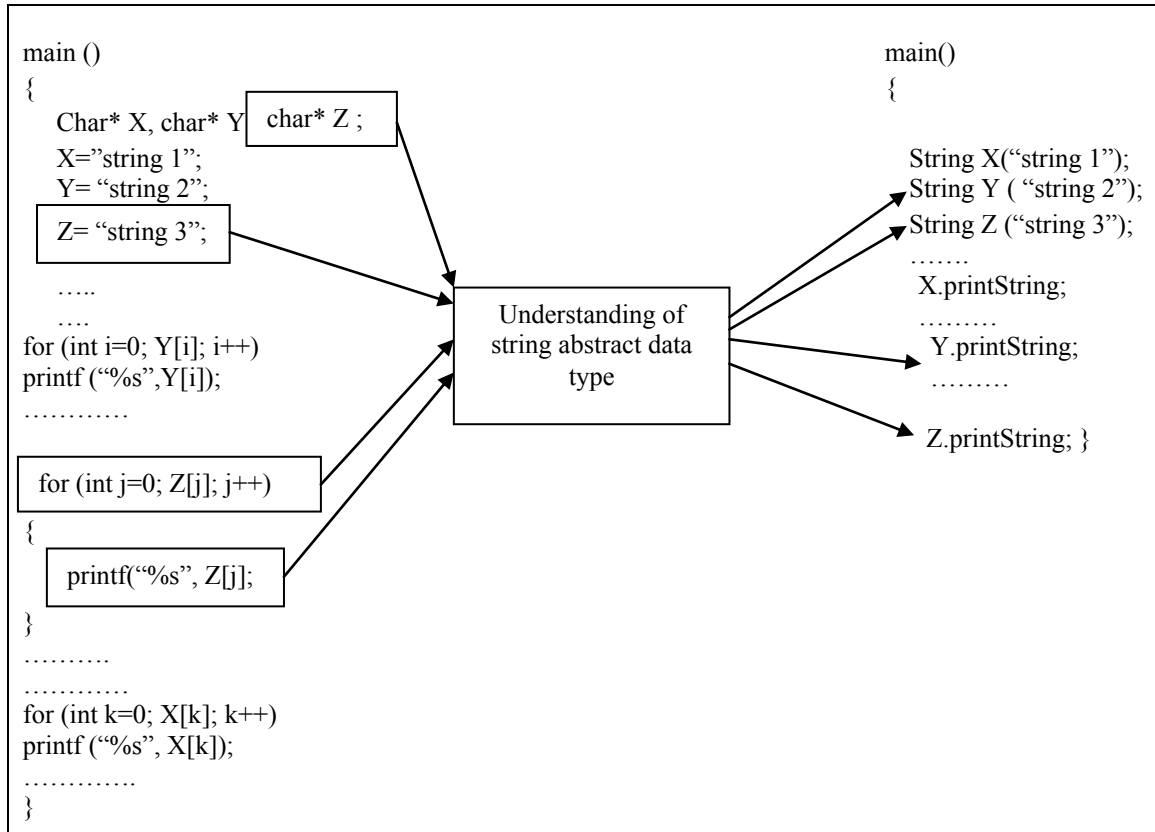 main ()
{
Char* X, char* Y
char* Z ;
X=”string 1”;
Y= “string 2”;
Z= “string 3”;
…..
….
for (int i=0; Y[i]; i++)
printf (“%s”,Y[i]);
…………
for (int j=0; Z[j]; j++)
{
printf(“%s”, Z[j];
}
……….
…………
for (int k=0; X[k]; k++)
printf (“%s”, X[k]);
………….
}
Understanding of
string abstract data
type
main()
{
String X(“string 1”);
String Y ( “string 2”);
String Z (“string 3”);
…….
X.printString;
………
Y.printString;
………
Z.printString; }